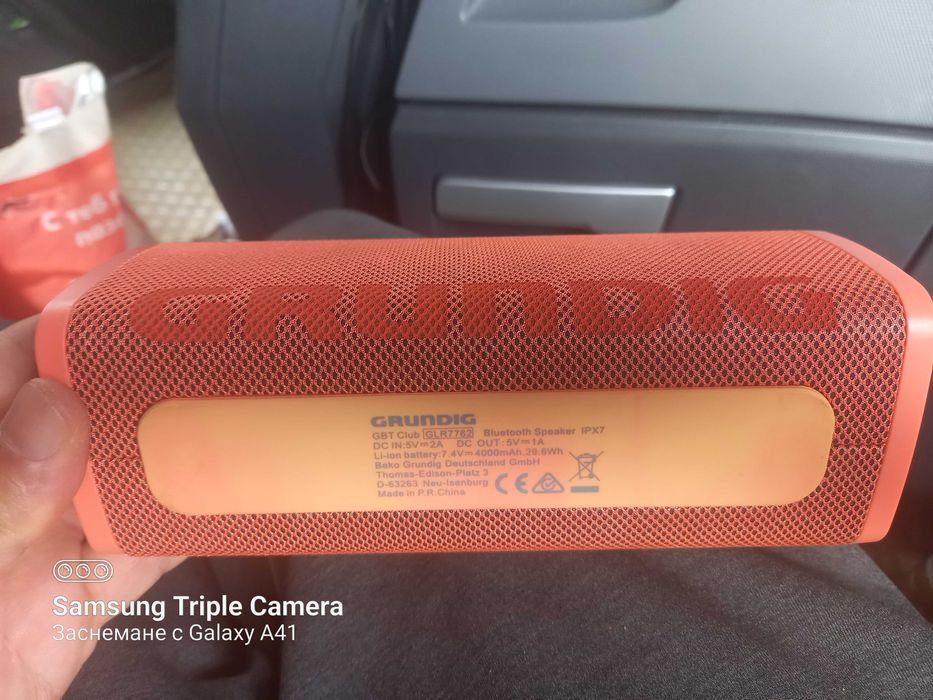 С теб
GRUNDIG
GRUNDIG
GBT Club GLR7782 Bluetooth Speaker IPX7
DC IN:5V⎓2A DC OUT:5V⎓1A
Li-ion battery:7.4V⎓4000mAh,29.6Wh
Beko Grundig Deutschland GmbH
Thomas-Edison-Platz 3
D-63263 Neu-Isenburg
Made in P.R.China
CE
Samsung Triple Camera
Заснемане с Galaxy A41